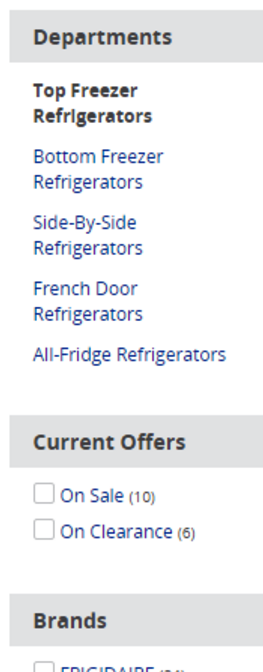 Departments
Top Freezer
Refrigerators
Bottom Freezer
Refrigerators
Side-By-Side
Refrigerators
French Door
Refrigerators
All-Fridge Refrigerators
Current Offers
On Sale (10)
On Clearance (6)
Brands
FRIGIDAIRE